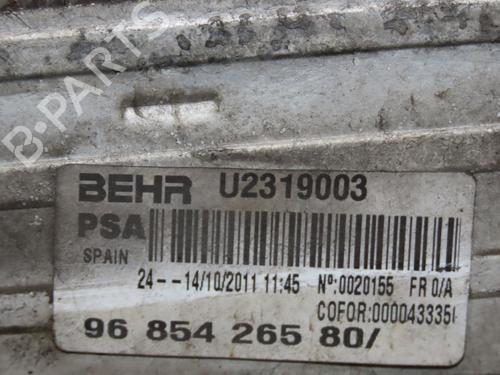 B-PARTS
BEHR U2319003
PSA
SPAIN
24-- -14/10/2011 11:45 Nº:0020155 FR 0/A
COFOR:000043335
96 854 265 80/